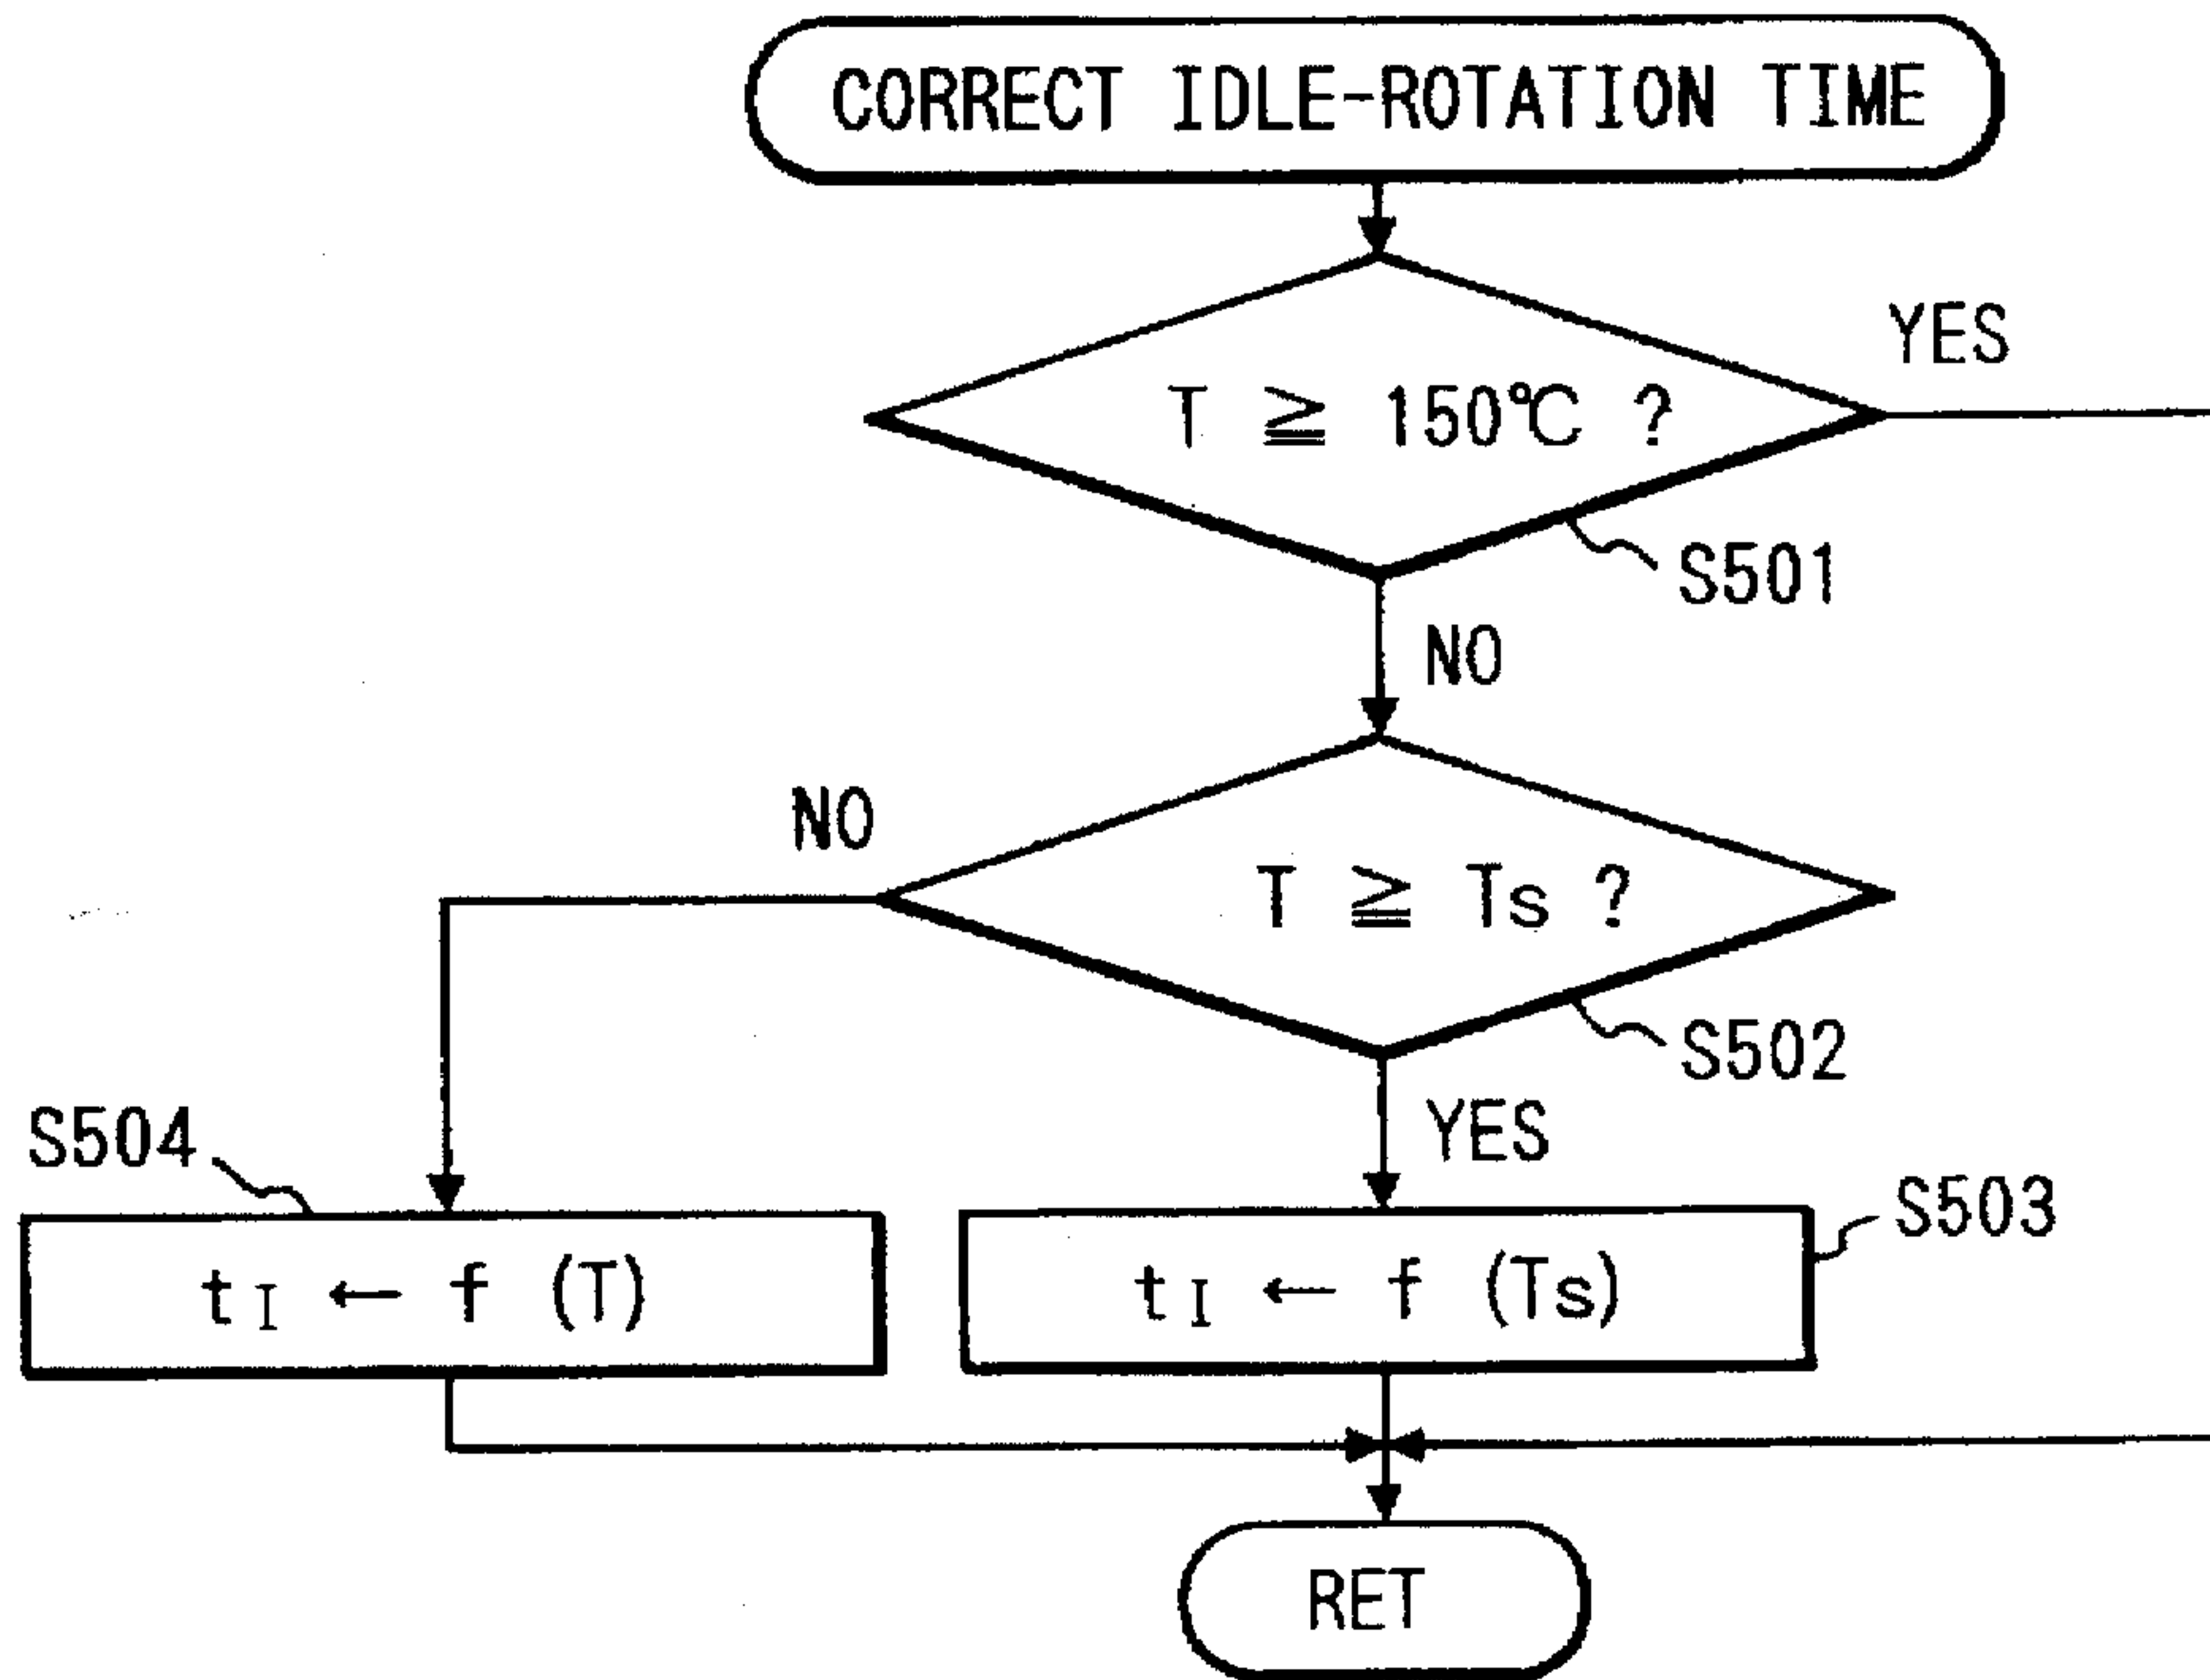 CORRECT IDLE-ROTATION TIME
T ≧ 150℃ ?
YES
S501
NO
T ≧ Ts ?
NO
S502
YES
S504
S503
tI ← f (T)
tI ← f (Ts)
RET